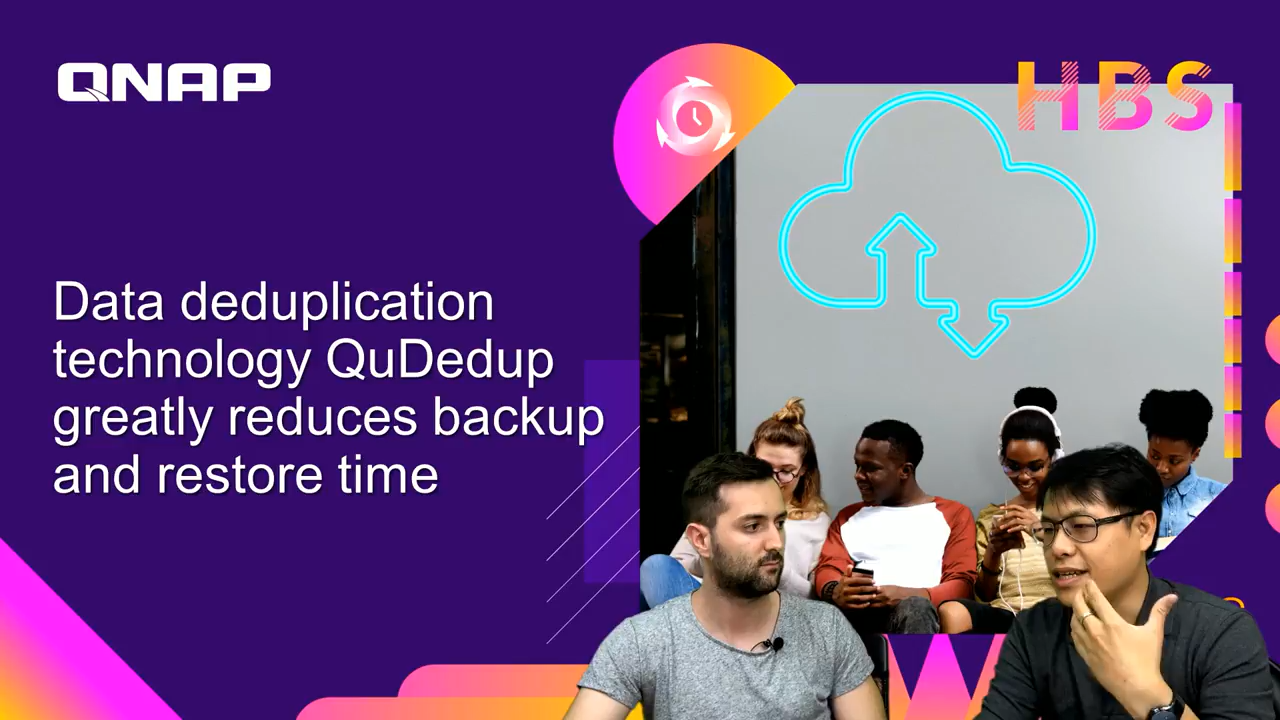 QNAP
HBS
Data deduplication
technology QuDedup
greatly reduces backup
and restore time